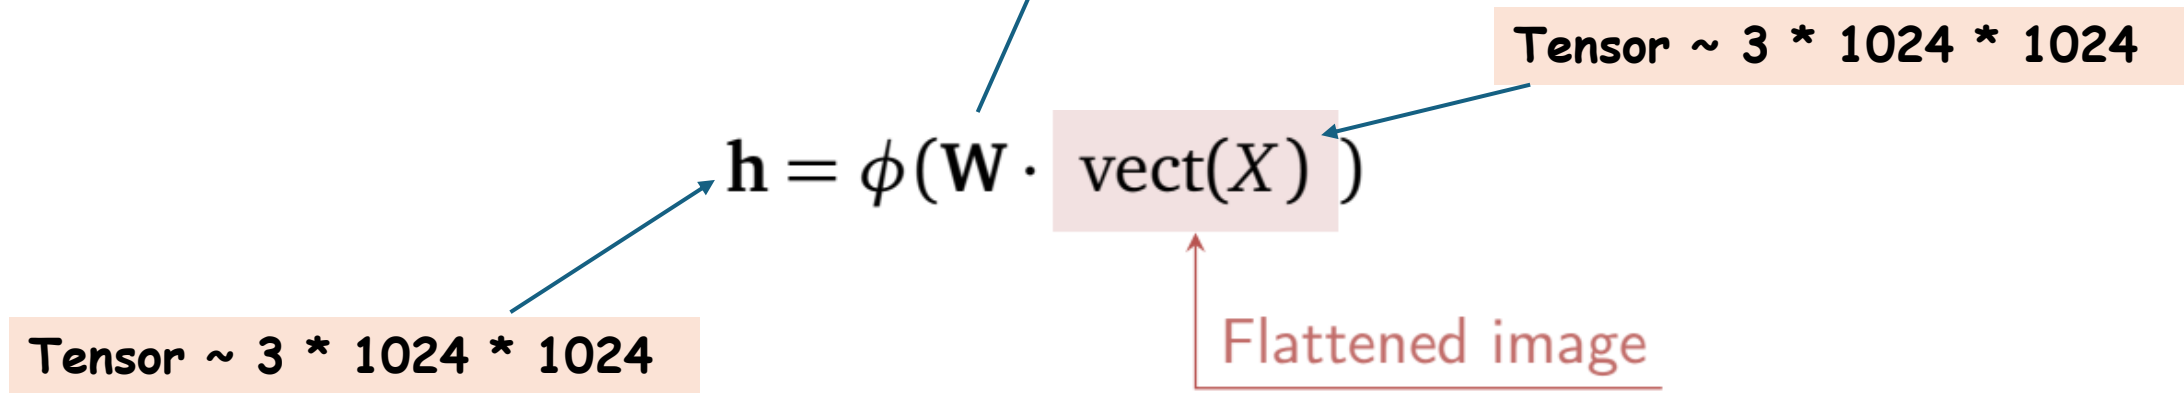 Tensor ~ 3 * 1024 * 1024
h = ϕ(W · vect(X) )
Tensor ~ 3 * 1024 * 1024
Flattened image